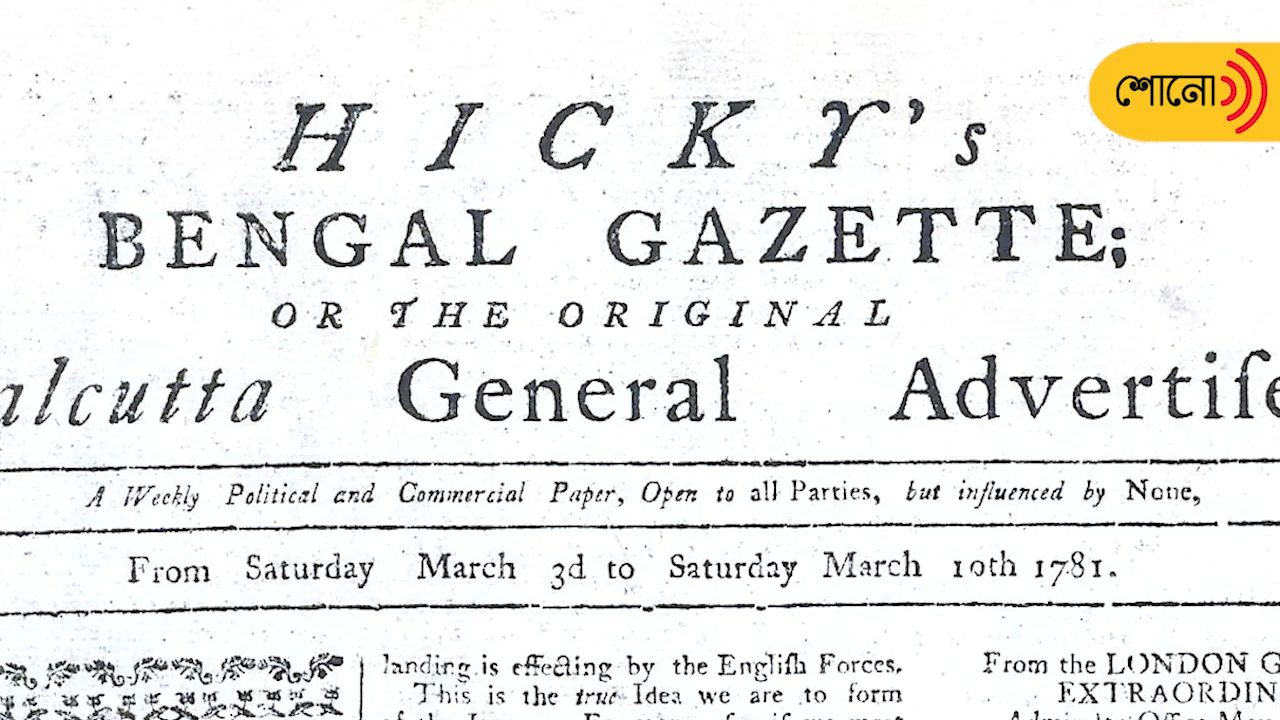 শোনো
HICKY's
BENGAL GAZETTE;
OR THE ORIGINAL
alcutta General Advertiſe
A Weekly Political and Commercial Paper, Open to all Parties, but influenced by None,
From Saturday March 3d to Saturday March 10th 1781.
landing is effecting by the Engliſh Forces.
This is the true Idea we are to form
From the LONDON G
EXTRAORDIN